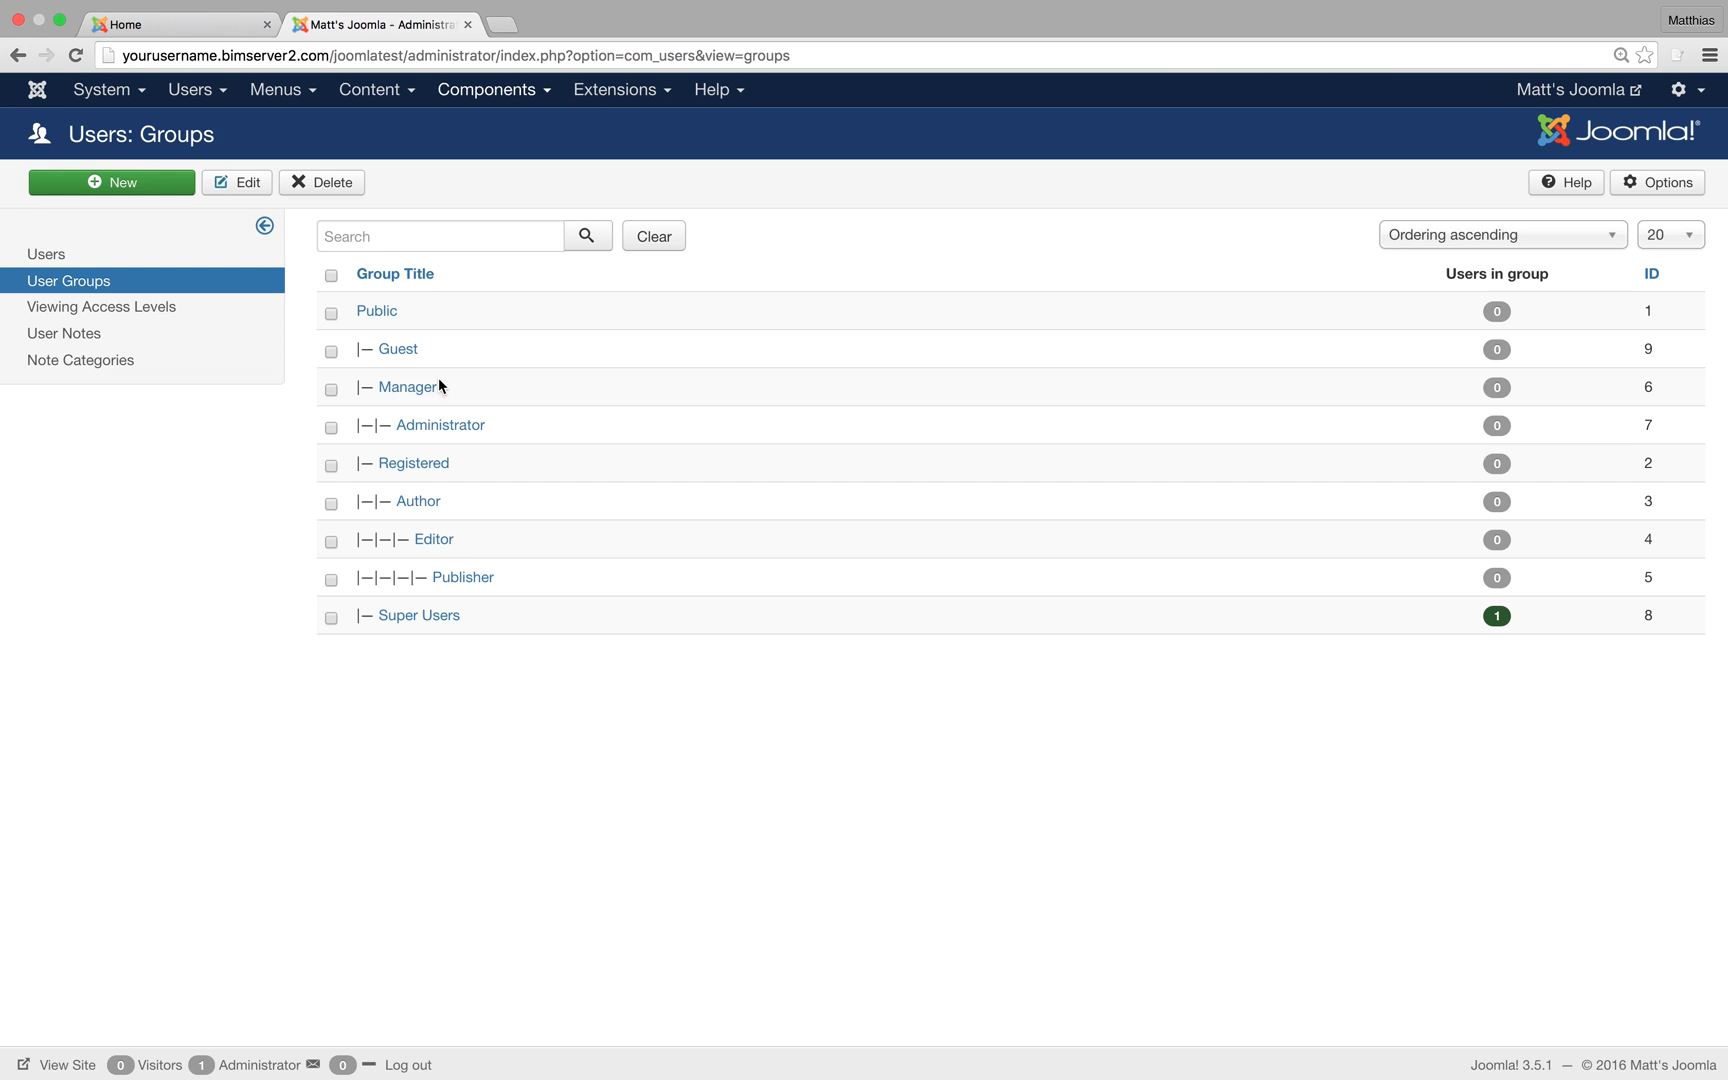 Home
Matt's Joomla - Administra
Matthias
yourusername.bimserver2.com/joomlatest/administrator/index.php?option=com_users&view=groups
System Users Menus Content Components Extensions Help Matt's Joomla
Users: Groups
Joomla!®
New Edit Delete Help Options
Users
User Groups
Viewing Access Levels
User Notes
Note Categories
Search Clear Ordering ascending 20
Group Title Users in group ID
Public 0 1
|— Guest 0 9
|— Manager 0 6
|—|— Administrator 0 7
|— Registered 0 2
|—|— Author 0 3
|—|—|— Editor 0 4
|—|—|—|— Publisher 0 5
|— Super Users 1 8
View Site 0 Visitors 1 Administrator 0 Log out Joomla! 3.5.1 — © 2016 Matt's Joomla